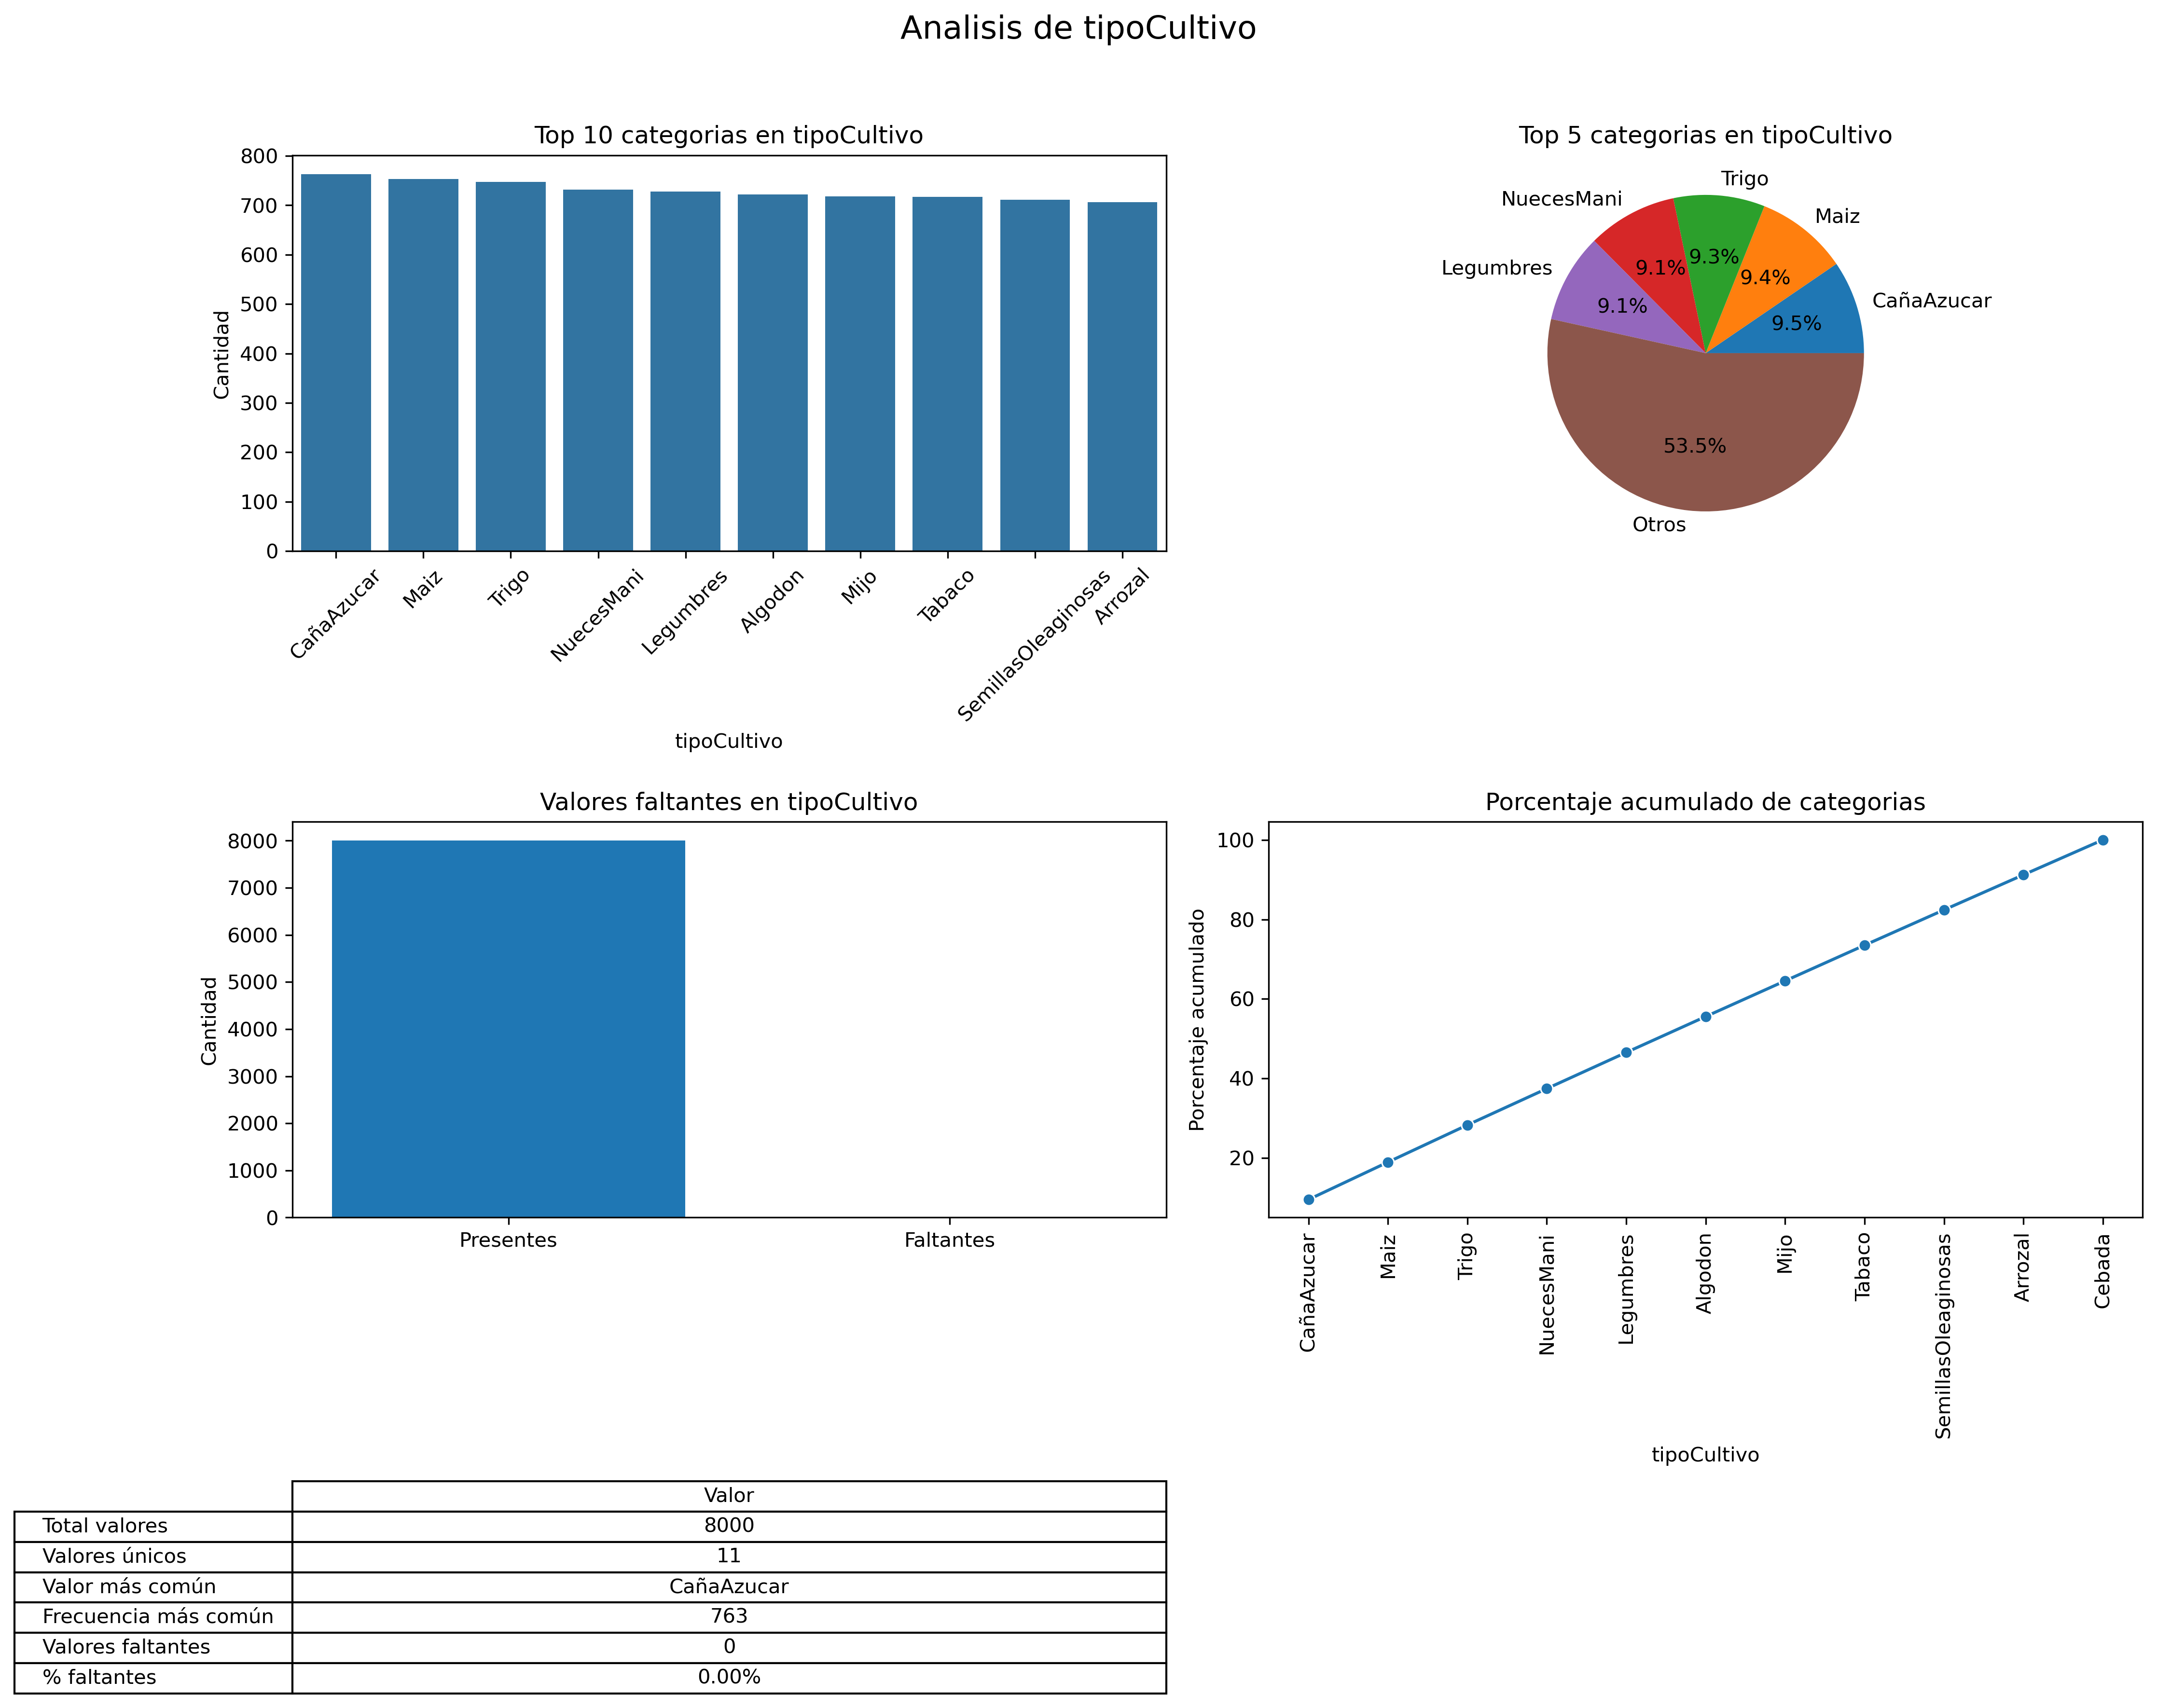 Analisis de tipoCultivo
Top 10 categorias en tipoCultivo
800
700
600
500
400
300
200
100
0
Cantidad
CañaAzucar
Maiz
Trigo
NuecesMani
Legumbres
Algodon
Mijo
Tabaco
SemillasOleaginosas
Arrozal
tipoCultivo
Top 5 categorias en tipoCultivo
Trigo
NuecesMani
Maiz
Legumbres
CañaAzucar
9.3%
9.1%
9.4%
9.1%
9.5%
53.5%
Otros
Valores faltantes en tipoCultivo
8000
7000
6000
5000
4000
3000
2000
1000
0
Cantidad
Presentes
Faltantes
Porcentaje acumulado de categorias
100
80
60
40
20
Porcentaje acumulado
CañaAzucar
Maiz
Trigo
NuecesMani
Legumbres
Algodon
Mijo
Tabaco
SemillasOleaginosas
Arrozal
Cebada
tipoCultivo
Valor
Total valores 8000
Valores únicos 11
Valor más común CañaAzucar
Frecuencia más común 763
Valores faltantes 0
% faltantes 0.00%